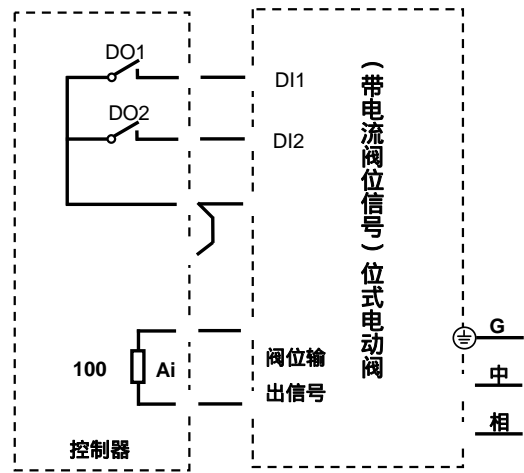 DO1
DI1
DO2
DI2
（带电流阀位信号）位式电动阀
G
阀位输
100
Ai
中
出信号
相
控制器